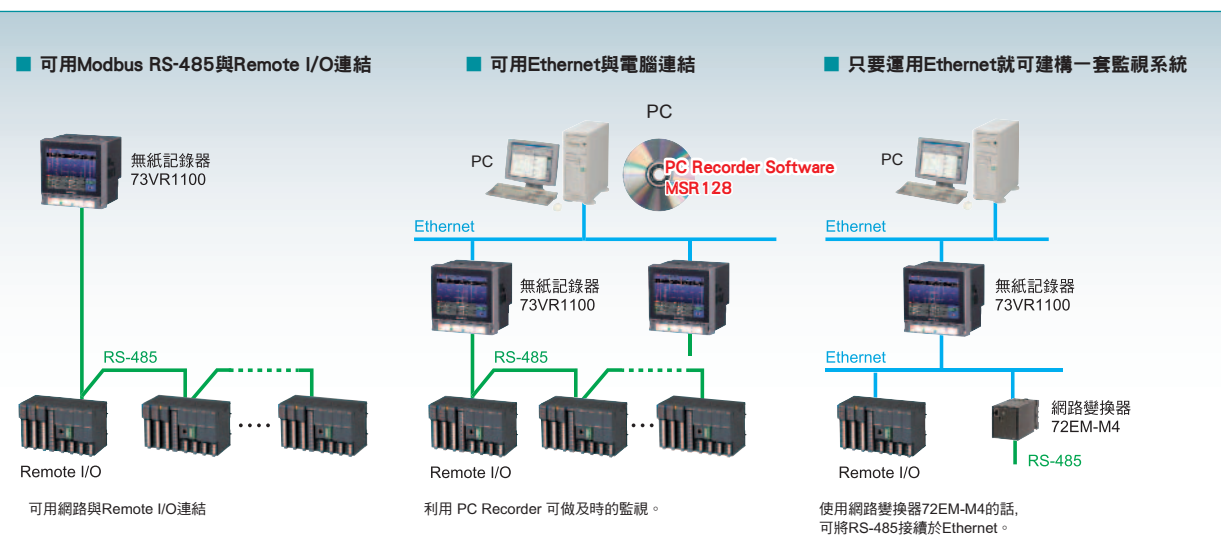 可用Modbus RS-485與Remote I/O連結
無紙記錄器
73VR1100
RS-485
Remote I/O
可用網路與Remote I/O連結
可用Ethernet與電腦連結
PC
PC
PC Recorder Software
MSR128
Ethernet
無紙記錄器
73VR1100
RS-485
Remote I/O
利用 PC Recorder 可做及時的監視。
只要運用Ethernet就可建構一套監視系統
PC
Ethernet
無紙記錄器
73VR1100
Ethernet
網路變換器
72EM-M4
RS-485
Remote I/O
使用網路變換器72EM-M4的話,
可將RS-485接續於Ethernet。